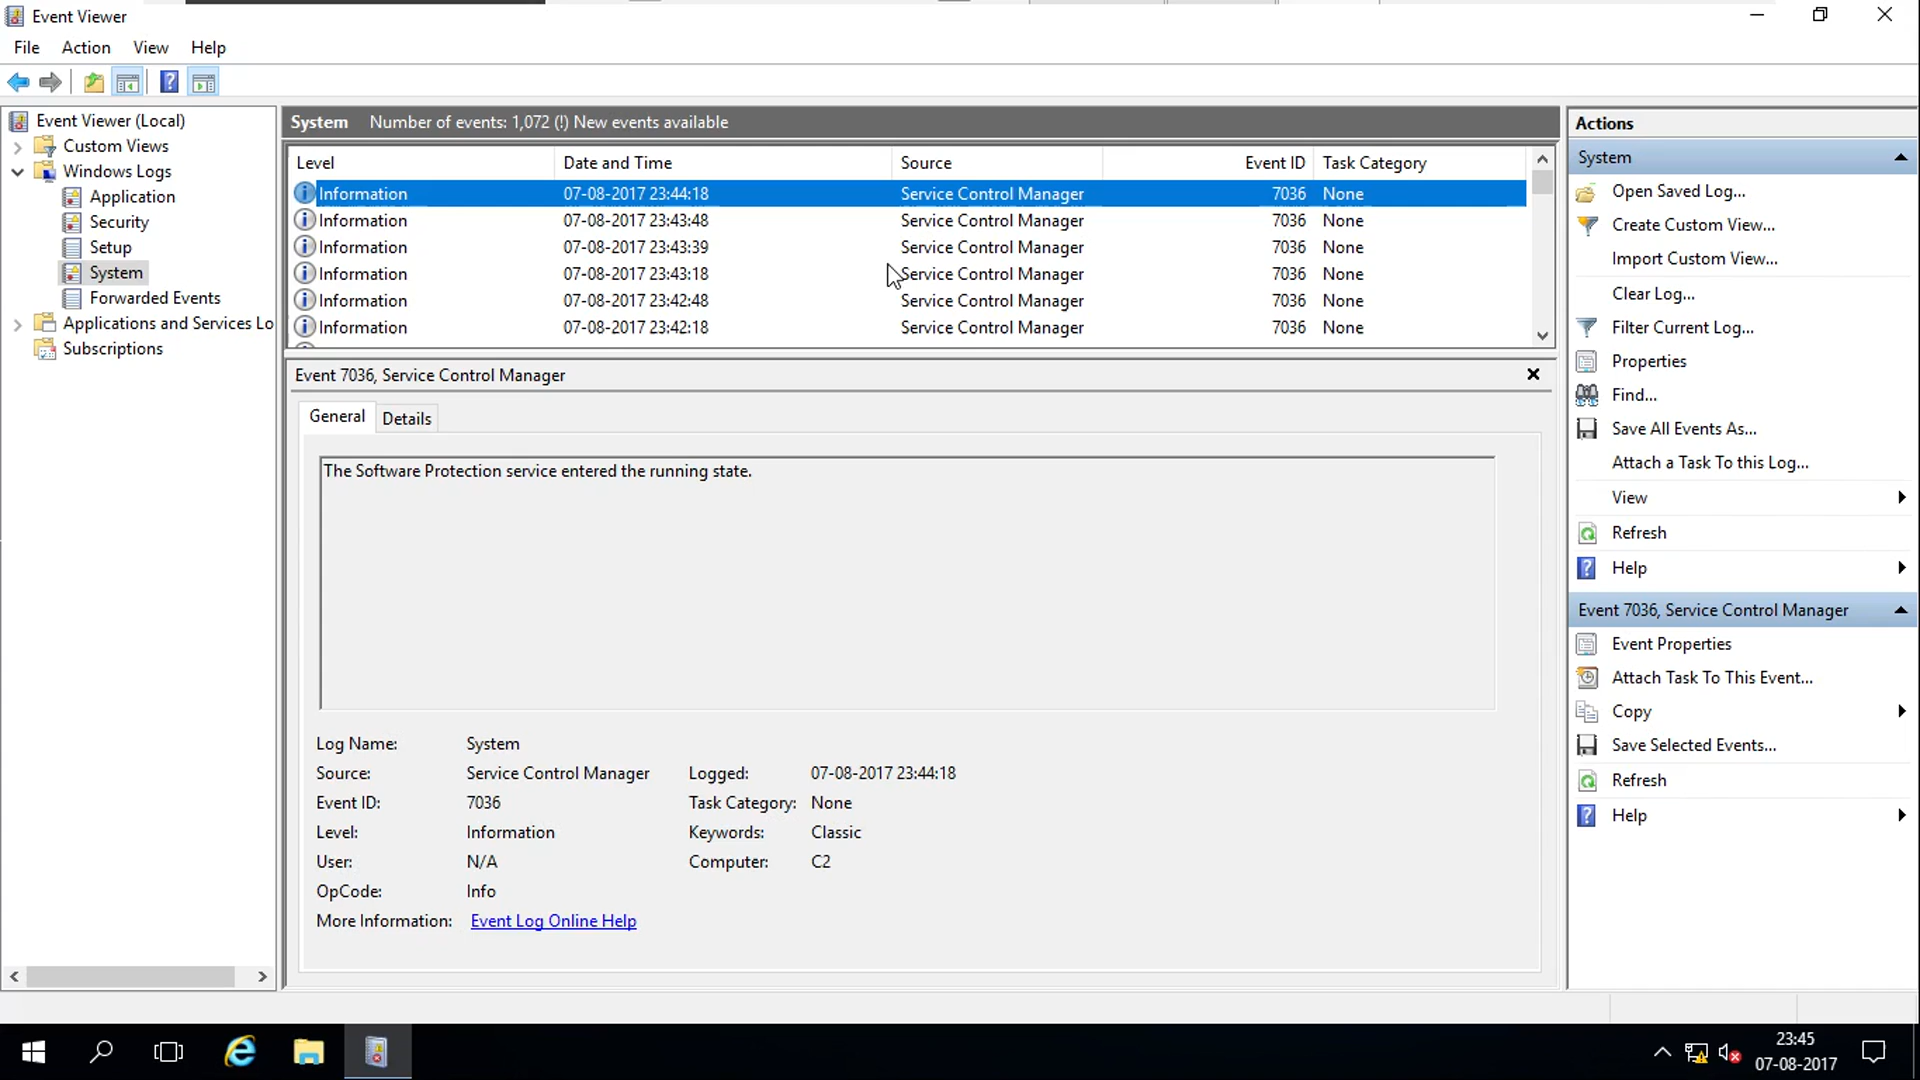 Event Viewer
File Action View Help
Event Viewer (Local)
Custom Views
Windows Logs
Application
Security
Setup
System
Forwarded Events
Applications and Services Lo
Subscriptions
System Number of events: 1,072 (!) New events available
Level Date and Time Source Event ID Task Category
Information 07-08-2017 23:44:18 Service Control Manager 7036 None
Information 07-08-2017 23:43:48 Service Control Manager 7036 None
Information 07-08-2017 23:43:39 Service Control Manager 7036 None
Information 07-08-2017 23:43:18 Service Control Manager 7036 None
Information 07-08-2017 23:42:48 Service Control Manager 7036 None
Information 07-08-2017 23:42:18 Service Control Manager 7036 None
Event 7036, Service Control Manager
General Details
The Software Protection service entered the running state.
Log Name: System
Source: Service Control Manager Logged: 07-08-2017 23:44:18
Event ID: 7036 Task Category: None
Level: Information Keywords: Classic
User: N/A Computer: C2
OpCode: Info
More Information: Event Log Online Help
Actions
System
Open Saved Log...
Create Custom View...
Import Custom View...
Clear Log...
Filter Current Log...
Properties
Find...
Save All Events As...
Attach a Task To this Log...
View
Refresh
Help
Event 7036, Service Control Manager
Event Properties
Attach Task To This Event...
Copy
Save Selected Events...
Refresh
Help
23:45
07-08-2017